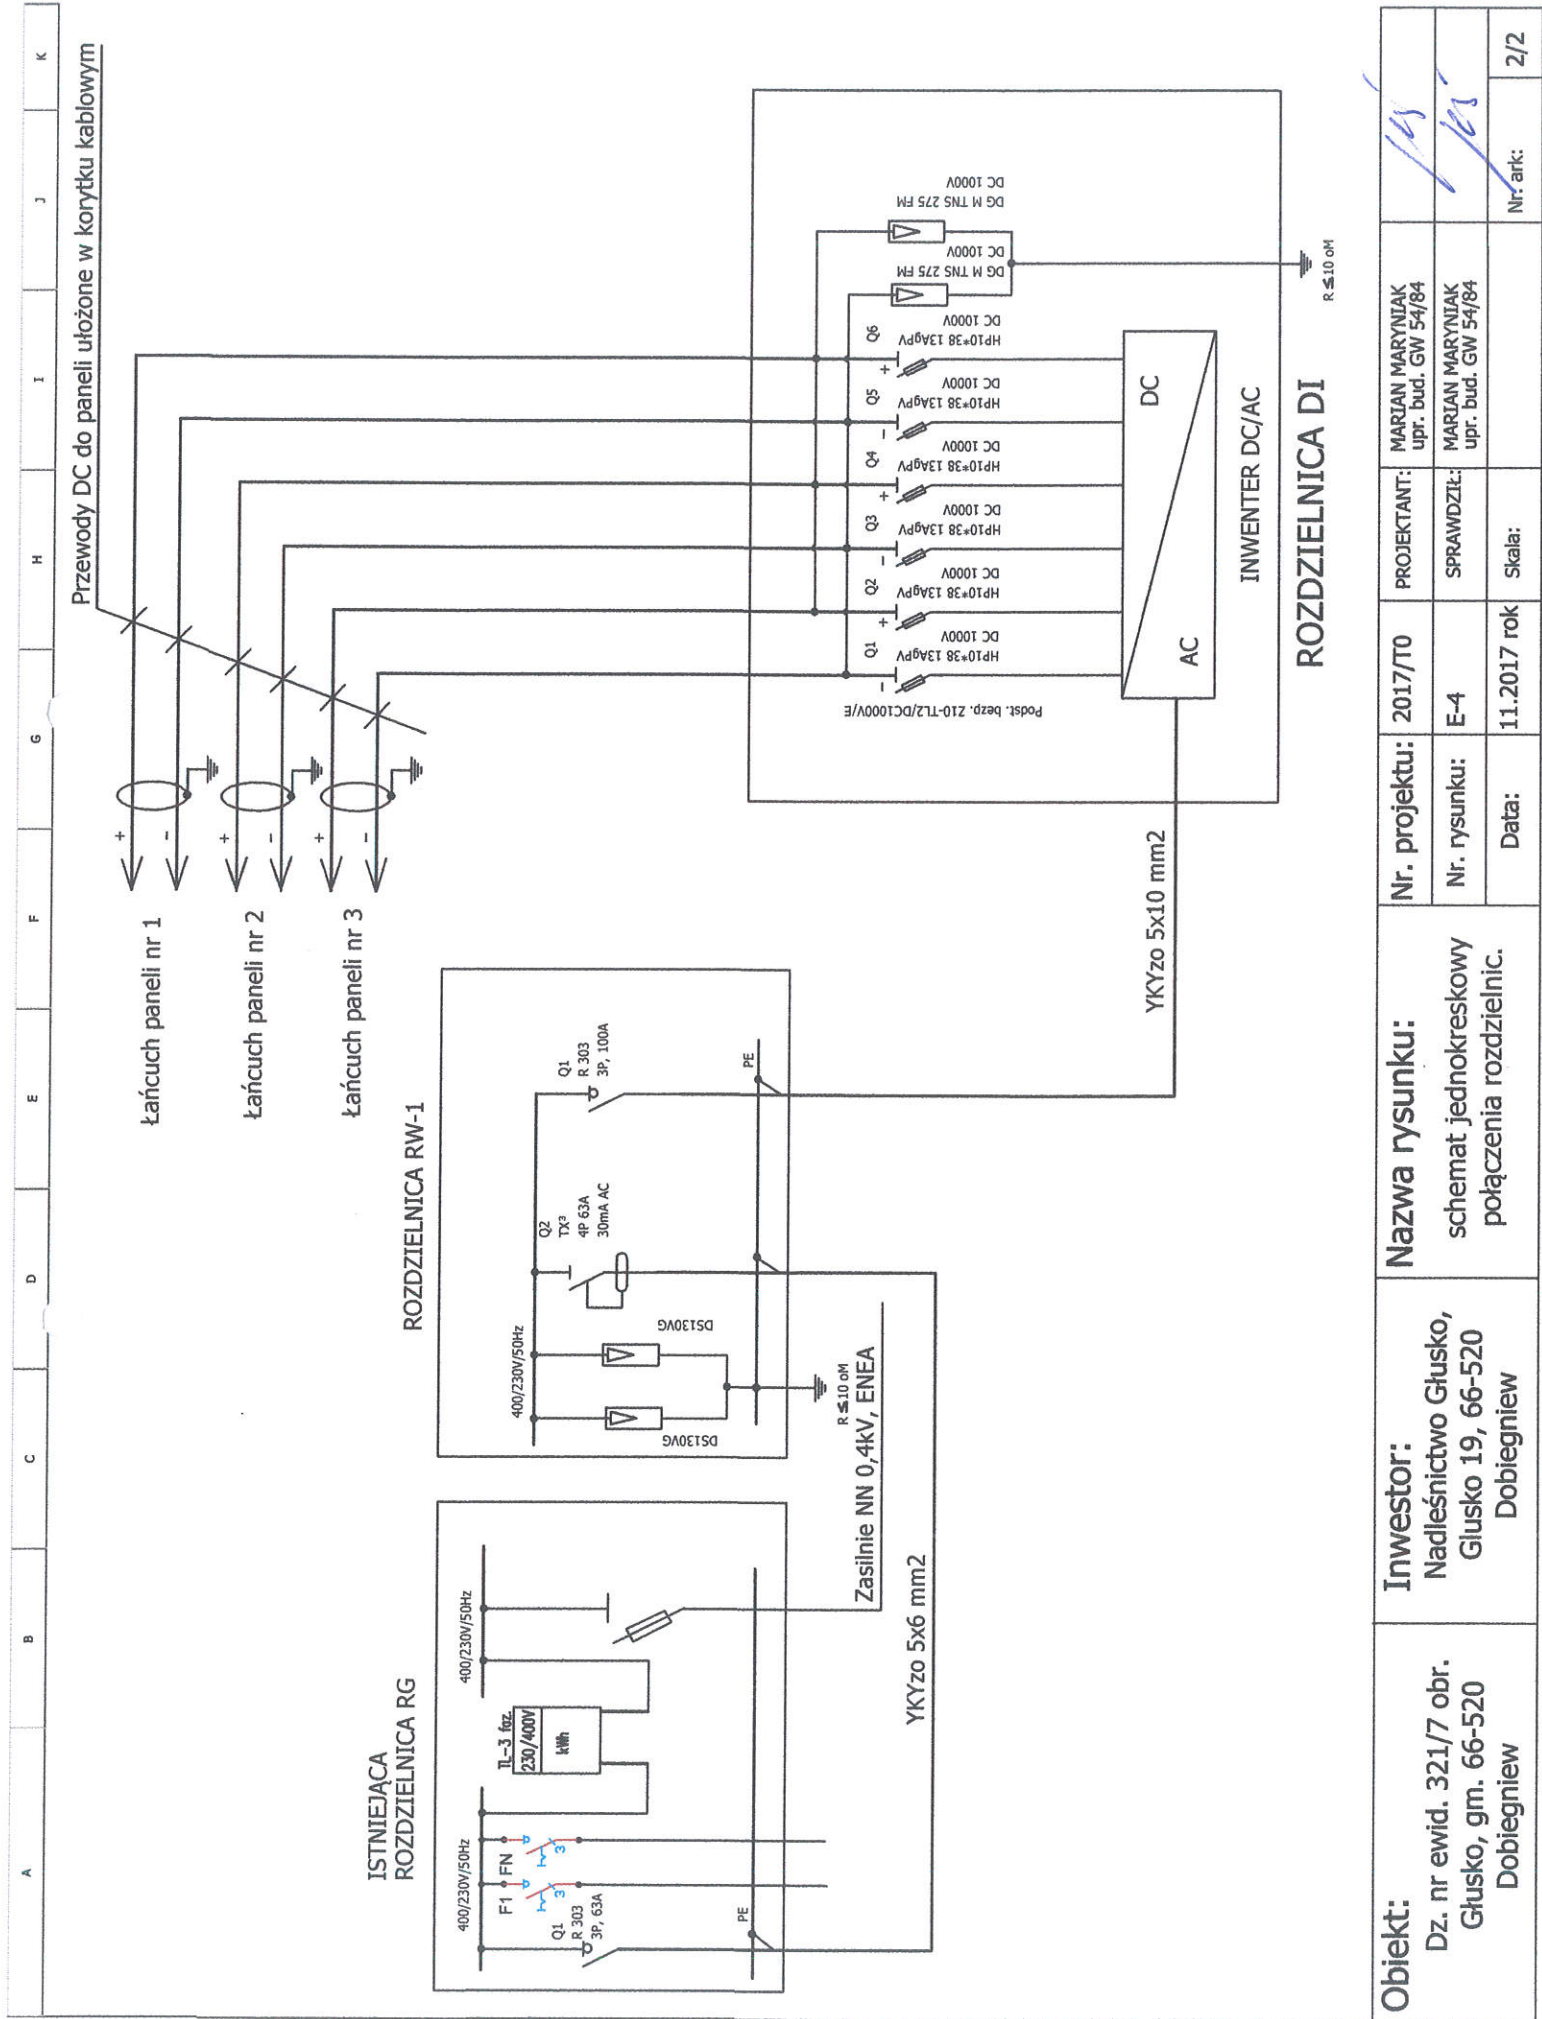 A
B
C
D
E
F
G
H
I
J
K
Przewody DC do paneli ułożone w korytku kablowym
+
-
+
-
+
-
Łańcuch paneli nr 1
Łańcuch paneli nr 2
Łańcuch paneli nr 3
ISTNIEJĄCA
ROZDZIELNICA RG
400/230V/50Hz
400/230V/50Hz
TL-3 faz.
230/400V
kWh
F1
FN
3
3
Q1
R 303
3P, 63A
PE
Zasilnie NN 0,4kV, ENEA
YKYzo 5x6 mm2
ROZDZIELNICA RW-1
400/230V/50Hz
DS130VG
DS130VG
Q2
TX³
4P 63A
30mA AC
Q1
R 303
3P, 100A
PE
R≤10 oM
YKYzo 5x10 mm2
Podst. bezp. Z10-TL2/DC1000V/E
Q1
-
HP10*38 13AgPV
DC 1000V
Q2
+
HP10*38 13AgPV
DC 1000V
Q3
-
HP10*38 13AgPV
DC 1000V
Q4
+
HP10*38 13AgPV
DC 1000V
Q5
-
HP10*38 13AgPV
DC 1000V
Q6
+
HP10*38 13AgPV
DC 1000V
DG M TNS 275 FM
DC 1000V
DG M TNS 275 FM
DC 1000V
AC
DC
INWENTER DC/AC
ROZDZIELNICA DI
R≤10 oM
Obiekt:
Dz. nr ewid. 321/7 obr.
Głusko, gm. 66-520
Dobiegniew
Inwestor:
Nadleśnictwo Głusko,
Glusko 19, 66-520
Dobiegniew
Nazwa rysunku:
schemat jednokreskowy
połączenia rozdzielnic.
Nr. projektu:
2017/T0
PROJEKTANT:
MARIAN MARYNIAK
upr. bud. GW 54/84
Nr. rysunku:
E-4
SPRAWDZIŁ:
MARIAN MARYNIAK
upr. bud. GW 54/84
Data:
11.2017 rok
Skala:
Nr. ark:
2/2